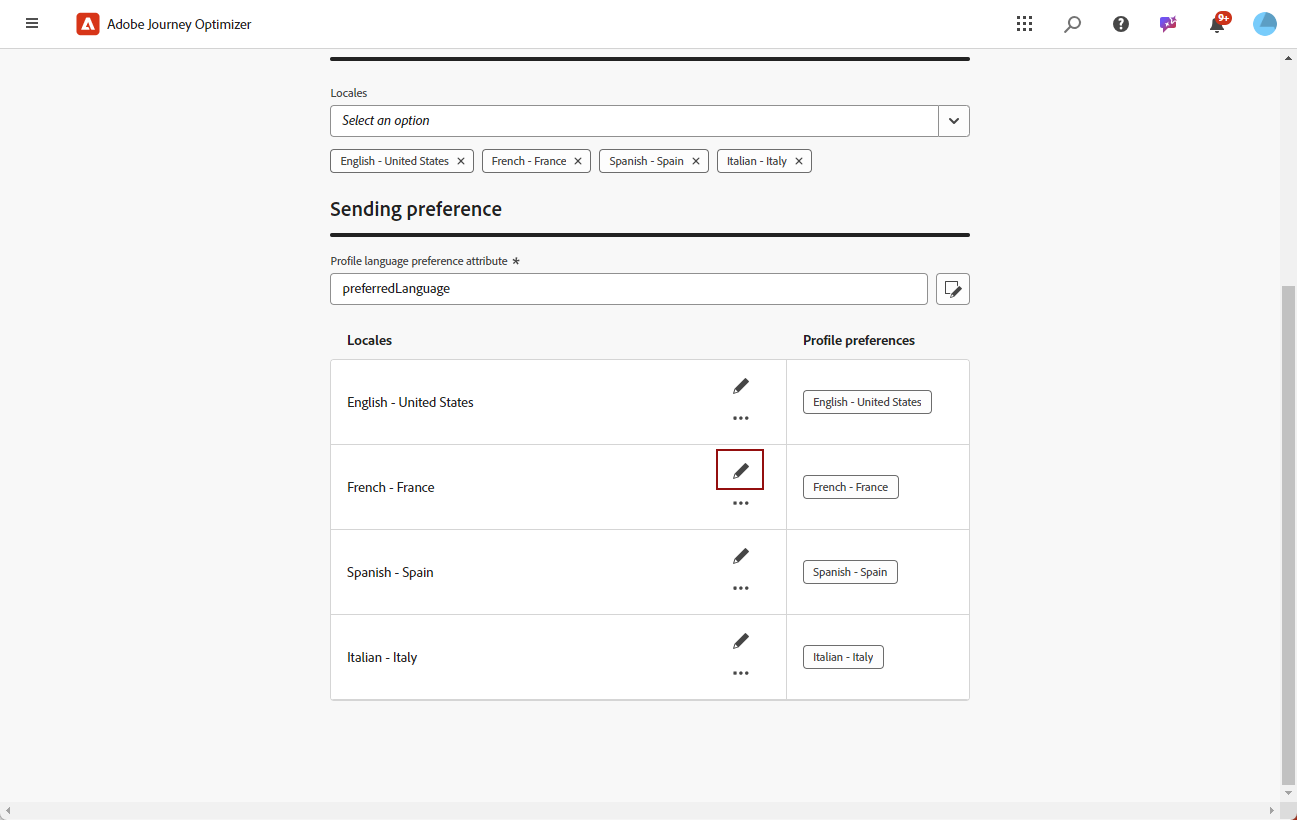 Adobe Journey Optimizer
9+
Locales
Select an option
English - United States
French - France
Spanish - Spain
Italian - Italy
Sending preference
Profile language preference attribute *
preferredLanguage
Locales
Profile preferences
English - United States
English - United States
French - France
French - France
Spanish - Spain
Spanish - Spain
Italian - Italy
Italian - Italy